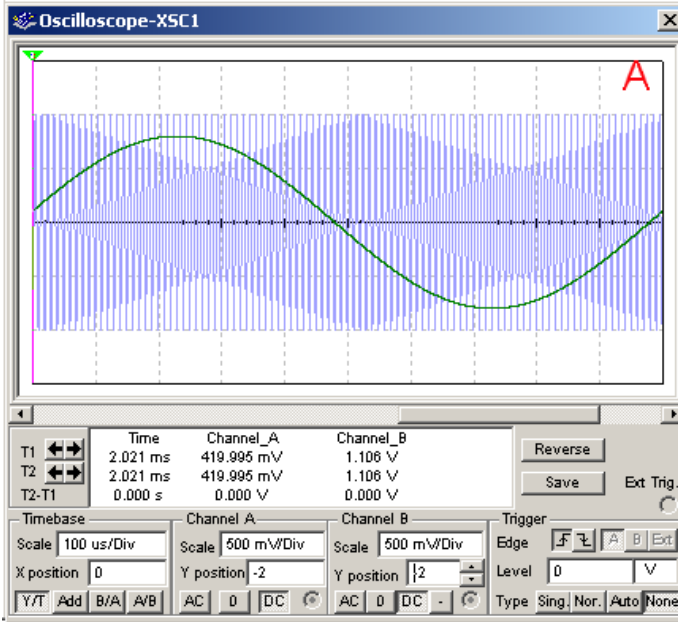 Oscilloscope-XSC1
A
Time Channel_A Channel_B
T1 2.021 ms 419.995 mV 1.106 V
T2 2.021 ms 419.995 mV 1.106 V
T2-T1 0.000 s 0.000 V 0.000 V
Reverse
Save
Ext Trig.
Timebase
Scale 100 us/Div
X position 0
Y/T Add B/A A/B
Channel A
Scale 500 mV/Div
Y position -2
AC 0 DC
Channel B
Scale 500 mV/Div
Y position 2
AC 0 DC -
Trigger
Edge A B Ext
Level 0 V
Type Sing. Nor. Auto None